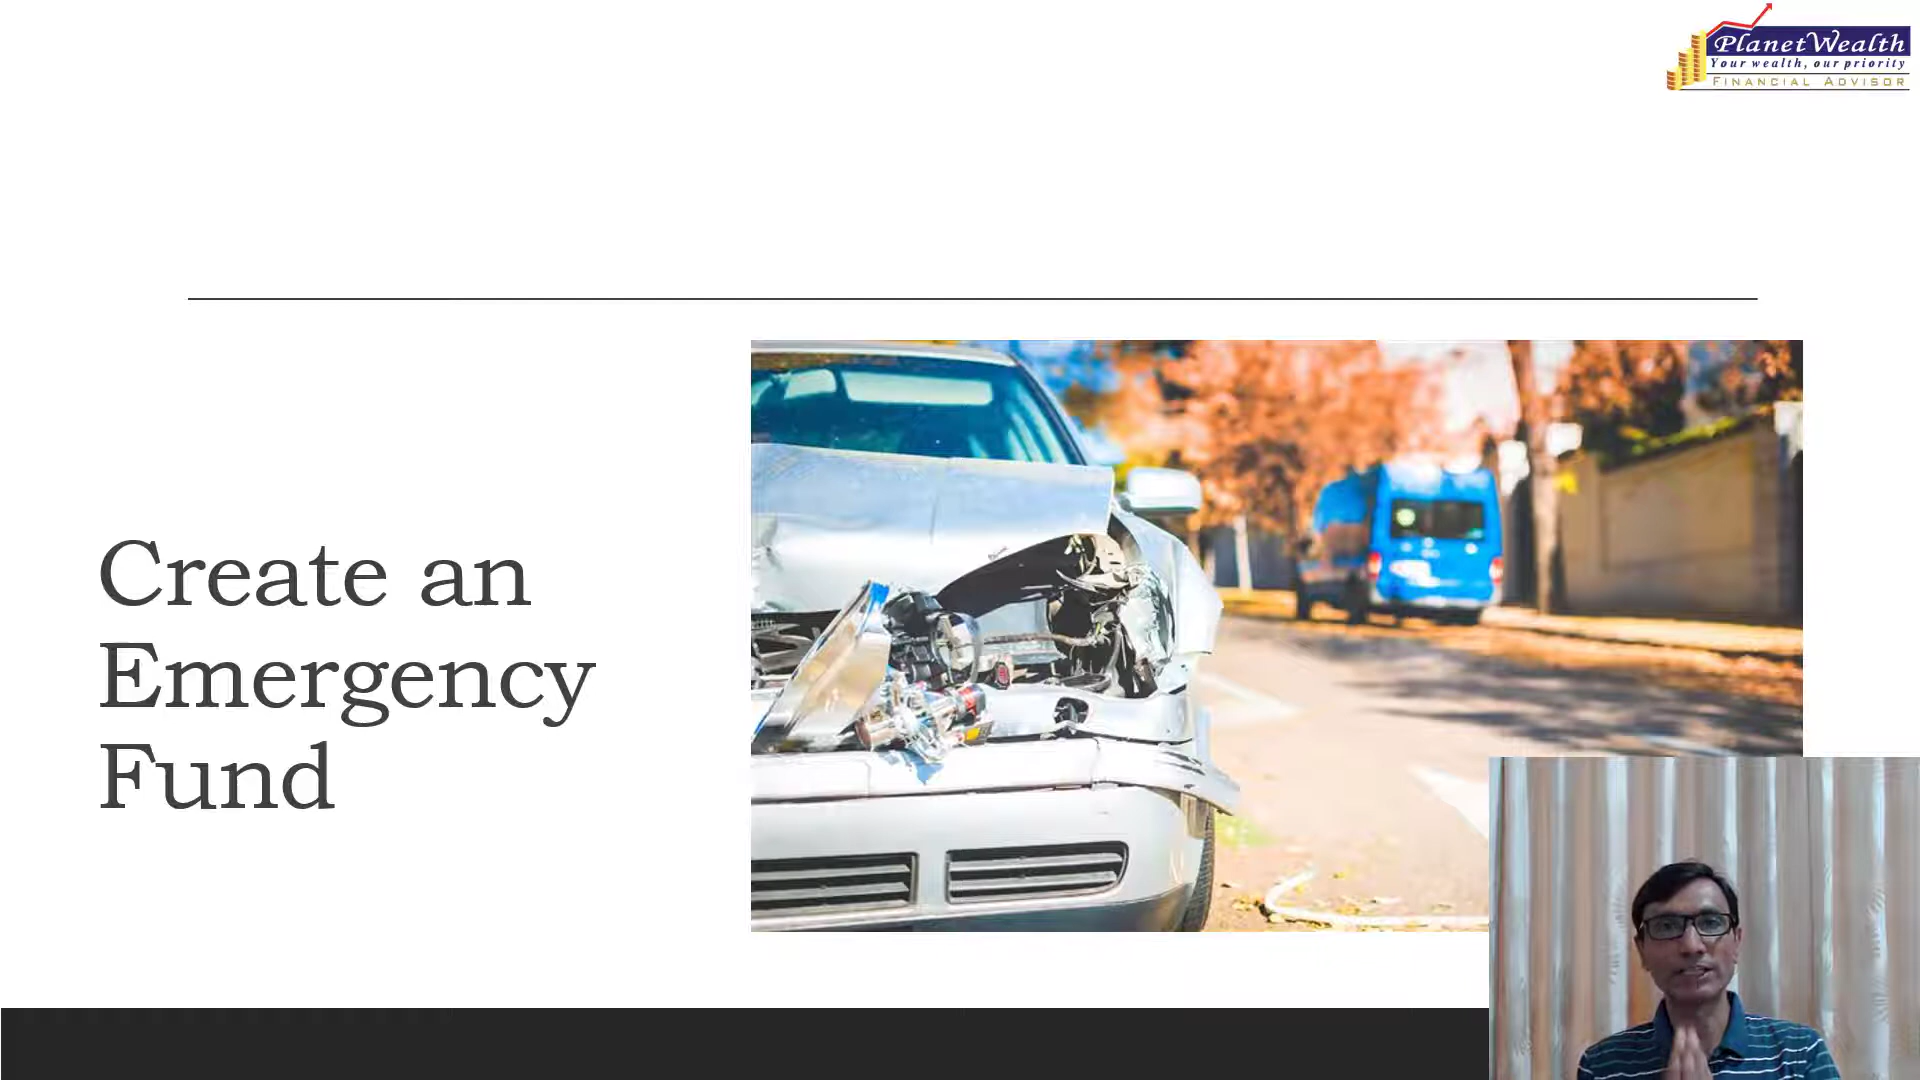 PlanetWealth
Your wealth, our priority
FINANCIAL ADVISOR
Create an
Emergency
Fund